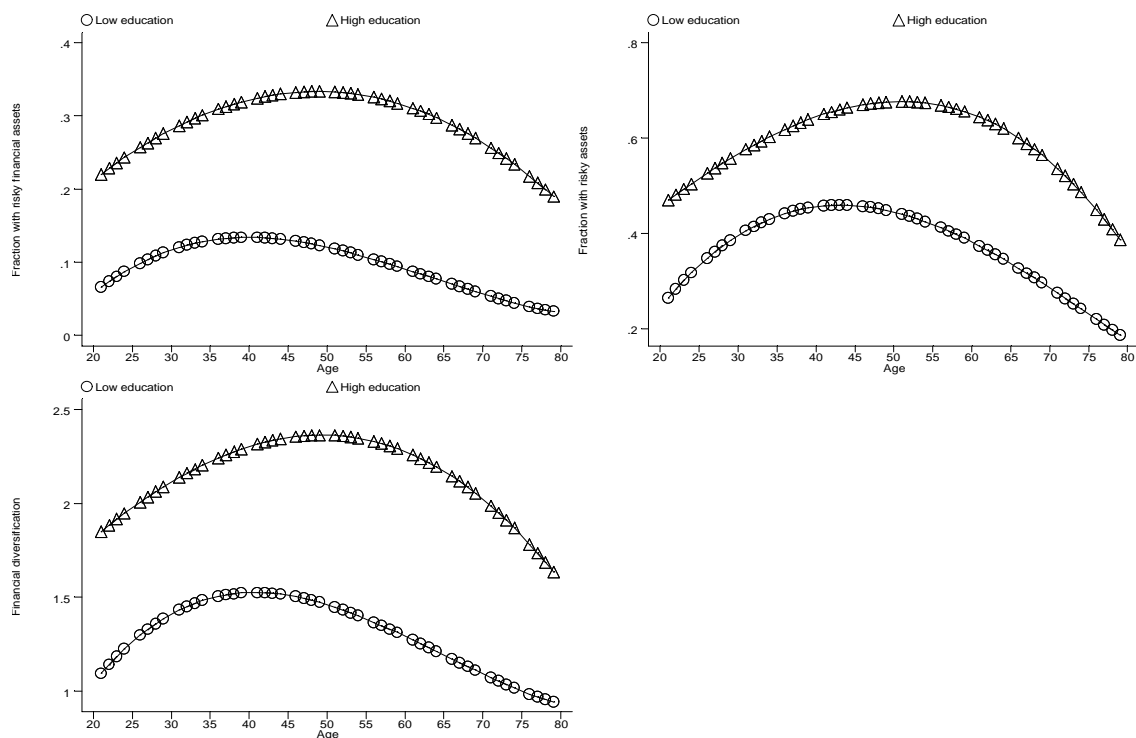 Low education High education
.4
.3
.2
.1
0
Fraction with risky financial assets
20 25 30 35 40 45 50 55 60 65 70 75 80
Age
Low education High education
.8
.6
.4
.2
Fraction with risky assets
20 25 30 35 40 45 50 55 60 65 70 75 80
Age
Low education High education
2.5
2
1.5
1
Financial diversification
20 25 30 35 40 45 50 55 60 65 70 75 80
Age